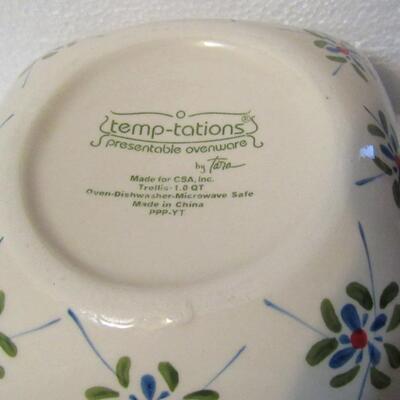 temp-tations®
presentable ovenware
by Tara
Made for CSA, Inc.
Trellis-1.0 QT
Oven-Dishwasher-Microwave Safe
Made in China
PPP-YT